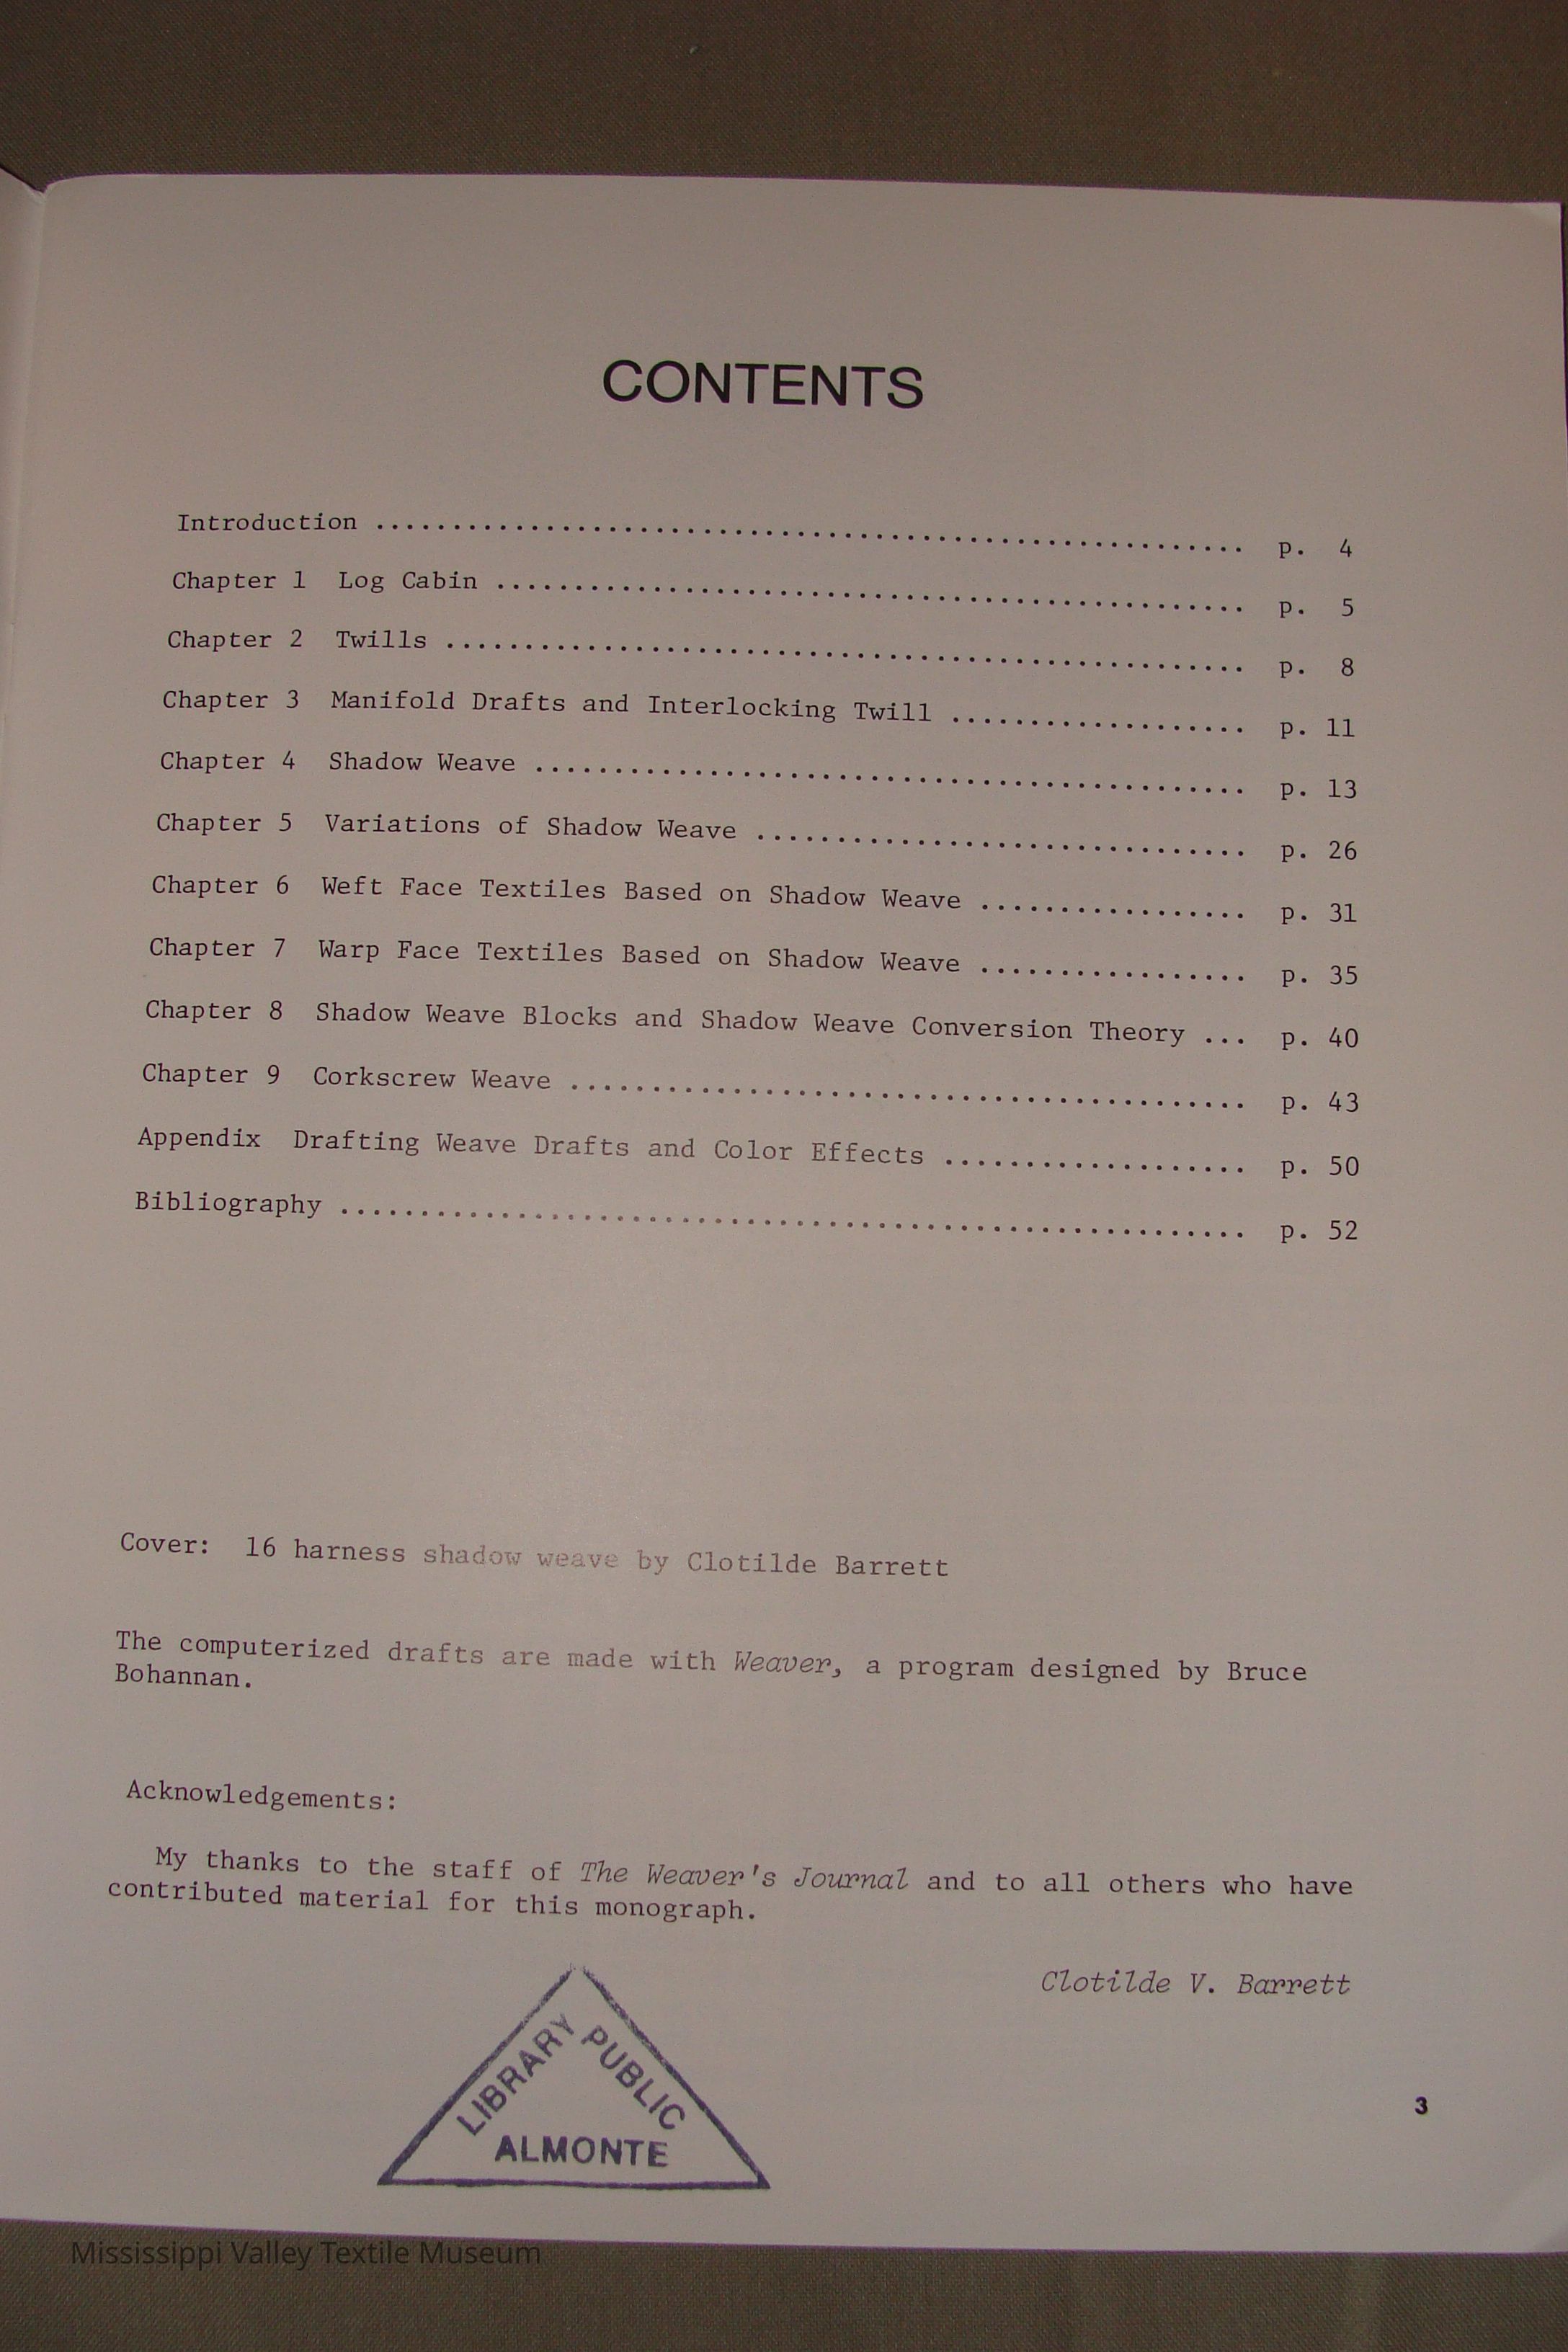 CONTENTS
Introduction ........................................................ p. 4
Chapter 1 Log Cabin ................................................ p. 5
Chapter 2 Twills ................................................... p. 8
Chapter 3 Manifold Drafts and Interlocking Twill ................... p. 11
Chapter 4 Shadow Weave ............................................. p. 13
Chapter 5 Variations of Shadow Weave ............................... p. 26
Chapter 6 Weft Face Textiles Based on Shadow Weave ................. p. 31
Chapter 7 Warp Face Textiles Based on Shadow Weave ................. p. 35
Chapter 8 Shadow Weave Blocks and Shadow Weave Conversion Theory ... p. 40
Chapter 9 Corkscrew Weave ........................................... p. 43
Appendix Drafting Weave Drafts and Color Effects ................... p. 50
Bibliography ......................................................... p. 52
Cover: 16 harness shadow weave by Clotilde Barrett
The computerized drafts are made with Weaver, a program designed by Bruce
Bohannan.
Acknowledgements:
My thanks to the staff of The Weaver's Journal and to all others who have
contributed material for this monograph.
Clotilde V. Barrett
LIBRARY PUBLIC
ALMONTE
3
Mississippi Valley Textile Museum